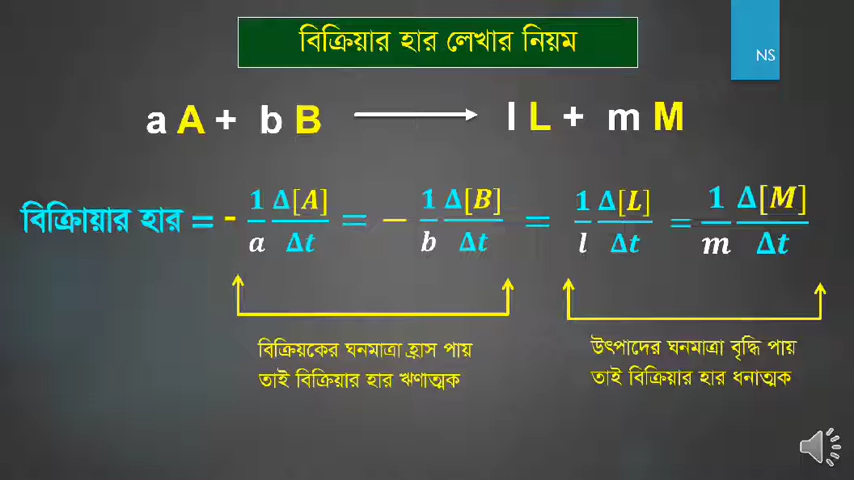 বিক্রিয়ার হার লেখার নিয়ম
NS
a A + b B ⟶ l L + m M
বিক্রিায়ার হার = - 1/a Δ[A]/Δt = − 1/b Δ[B]/Δt = 1/l Δ[L]/Δt = 1/m Δ[M]/Δt
বিক্রিয়কের ঘনমাত্রা হ্রাস পায়
তাই বিক্রিয়ার হার ঋণাত্মক
উৎপাদের ঘনমাত্রা বৃদ্ধি পায়
তাই বিক্রিয়ার হার ধনাত্মক